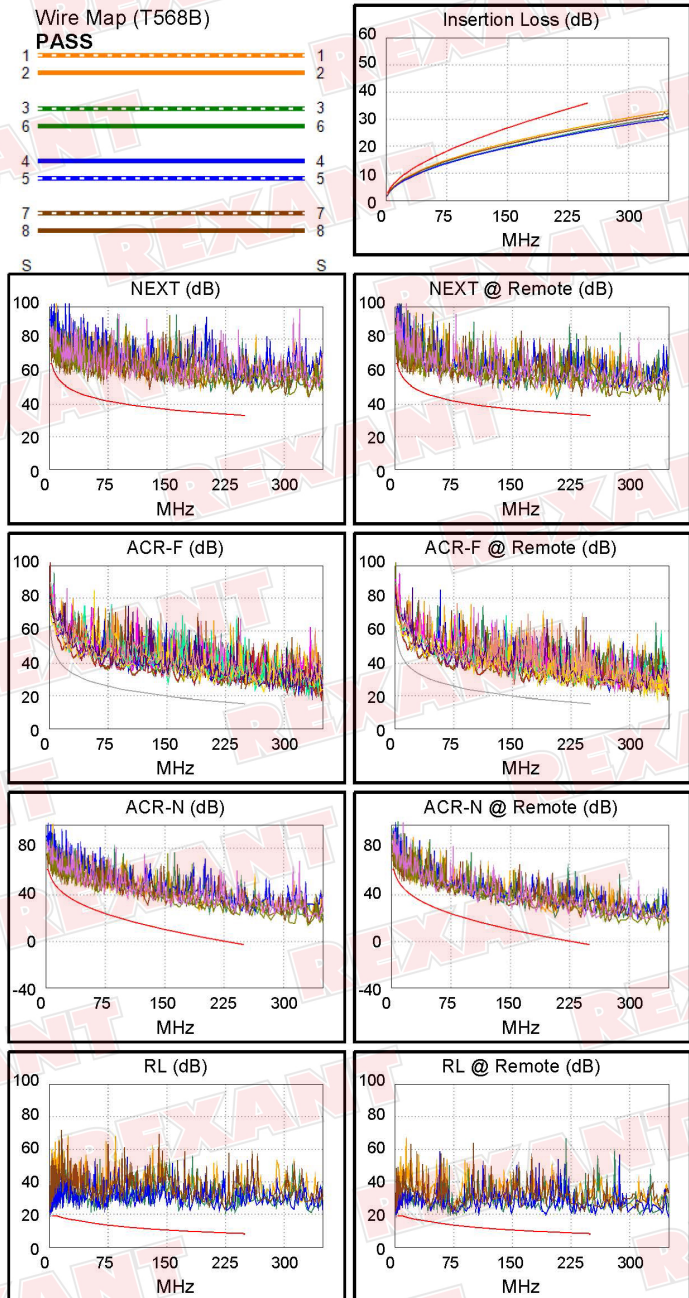 Wire Map (T568B)
PASS
1 1
2 2
3 3
6 6
4 4
5 5
7 7
8 8
S S
Insertion Loss (dB)
60
50
40
30
20
10
0
0 75 150 225 300
MHz
NEXT (dB)
100
80
60
40
20
0
0 75 150 225 300
MHz
NEXT @ Remote (dB)
100
80
60
40
20
0
0 75 150 225 300
MHz
ACR-F (dB)
100
80
60
40
20
0
0 75 150 225 300
MHz
ACR-F @ Remote (dB)
100
80
60
40
20
0
0 75 150 225 300
MHz
ACR-N (dB)
80
40
0
-40
0 75 150 225 300
MHz
ACR-N @ Remote (dB)
80
40
0
-40
0 75 150 225 300
MHz
RL (dB)
100
80
60
40
20
0
0 75 150 225 300
MHz
RL @ Remote (dB)
100
80
60
40
20
0
0 75 150 225 300
MHz
REXANT